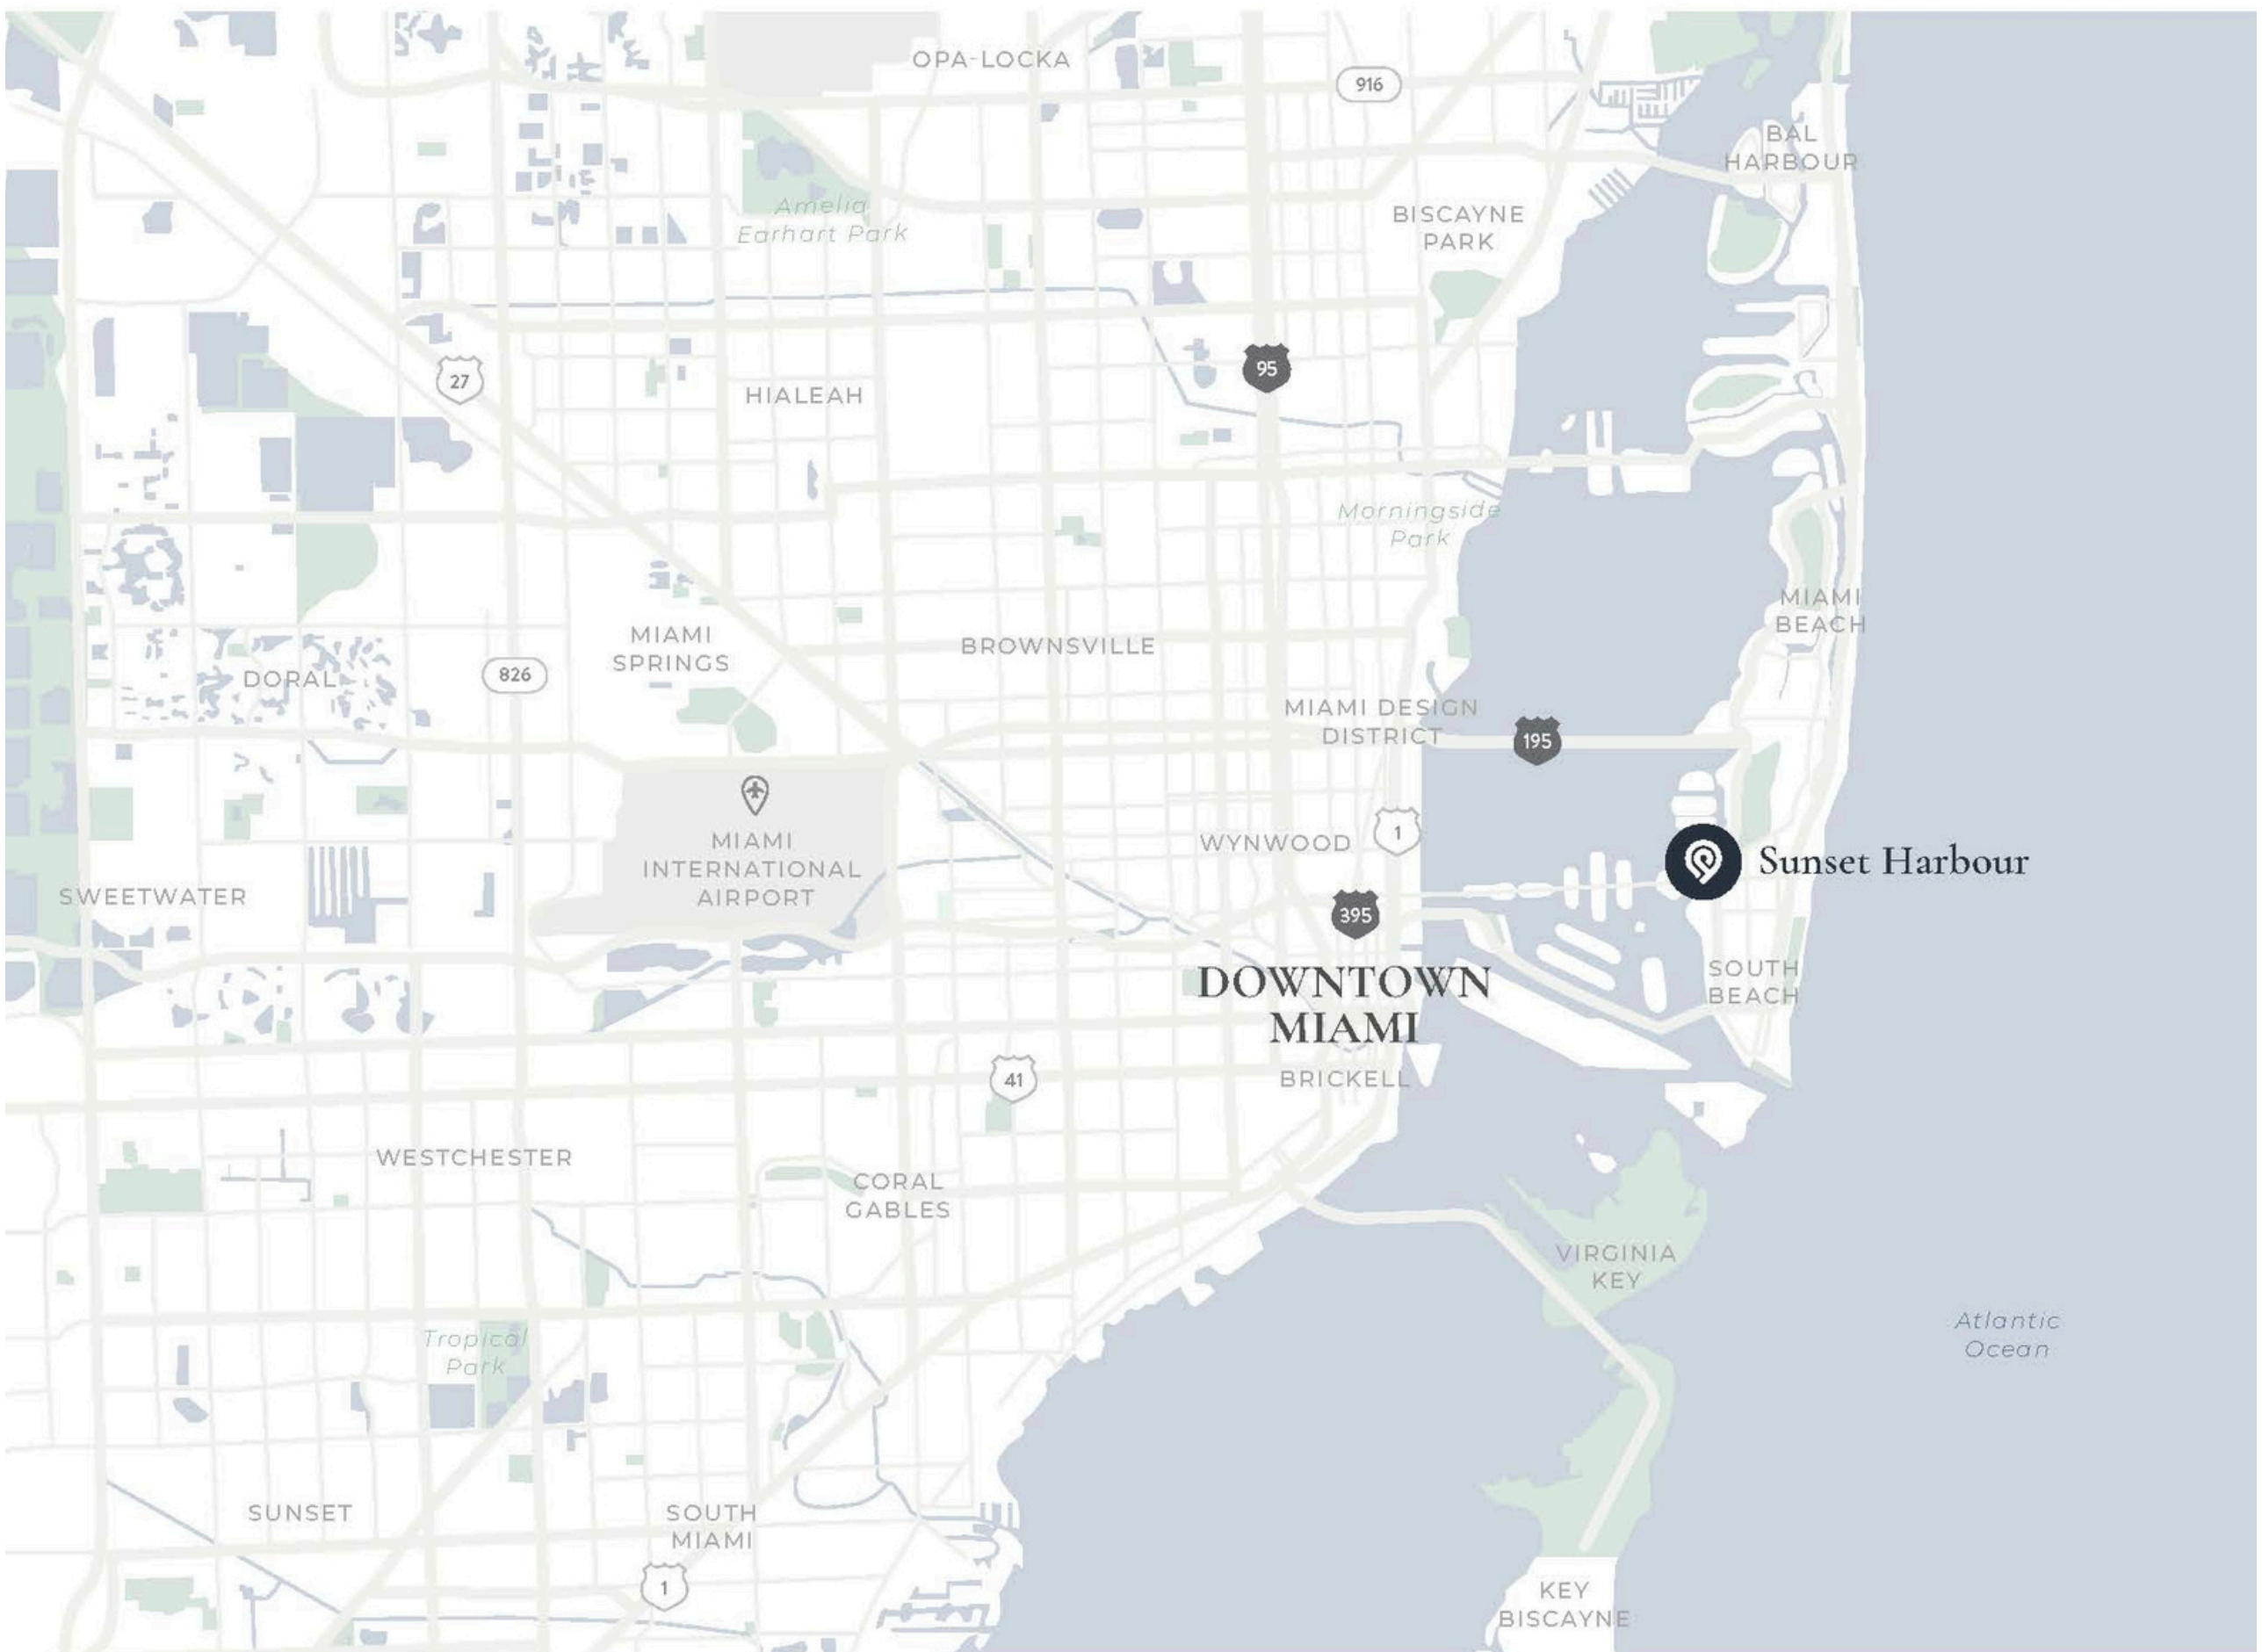 OPA-LOCKA
916
BAL
HARBOUR
Amelia
Earhart Park
BISCAYNE
PARK
95
27
HIALEAH
Morningside
Park
MIAMI
BEACH
MIAMI
SPRINGS
BROWNSVILLE
826
DORAL
MIAMI DESIGN
DISTRICT
195
MIAMI
INTERNATIONAL
AIRPORT
WYNWOOD
1
Sunset Harbour
SWEETWATER
395
DOWNTOWN
MIAMI
SOUTH
BEACH
41
BRICKELL
WESTCHESTER
CORAL
GABLES
VIRGINIA
KEY
Atlantic
Ocean
Tropical
Park
SUNSET
SOUTH
MIAMI
1
KEY
BISCAYNE